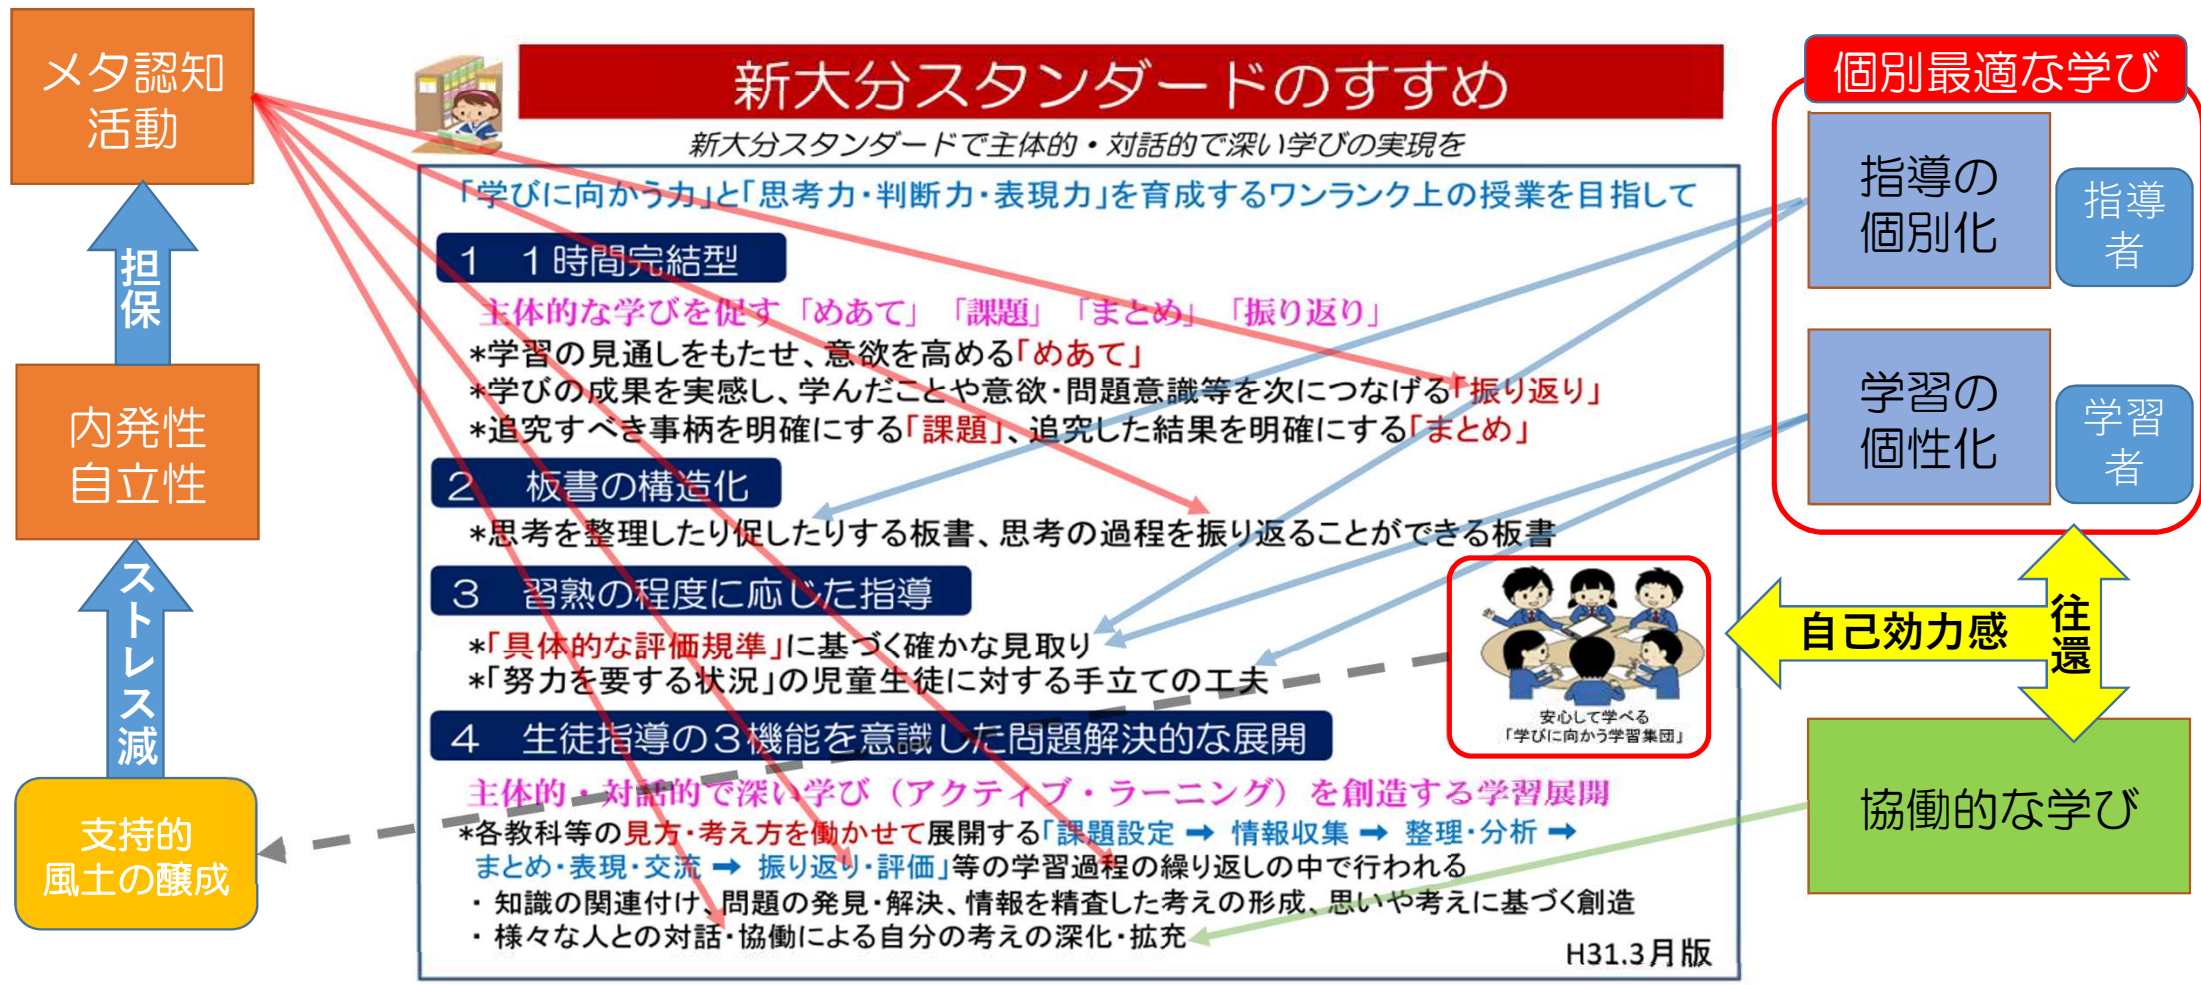 メタ認知
活動
担保
内発性
自立性
ストレス減
支持的
風土の醸成
新大分スタンダードのすすめ
新大分スタンダードで主体的・対話的で深い学びの実現を
「学びに向かう力」と「思考力・判断力・表現力」を育成するワンランク上の授業を目指して
1　1時間完結型
主体的な学びを促す「めあて」「課題」「まとめ」「振り返り」
*学習の見通しをもたせ、意欲を高める「めあて」
*学びの成果を実感し、学んだことや意欲・問題意識等を次につなげる「振り返り」
*追究すべき事柄を明確にする「課題」、追究した結果を明確にする「まとめ」
2　板書の構造化
*思考を整理したり促したりする板書、思考の過程を振り返ることができる板書
3　習熟の程度に応じた指導
*「具体的な評価規準」に基づく確かな見取り
*「努力を要する状況」の児童生徒に対する手立ての工夫
安心して学べる
「学びに向かう学習集団」
4　生徒指導の3機能を意識した問題解決的な展開
主体的・対話的で深い学び（アクティブ・ラーニング）を創造する学習展開
*各教科等の見方・考え方を働かせて展開する「課題設定 ➡ 情報収集 ➡ 整理・分析 ➡
まとめ・表現・交流 ➡ 振り返り・評価」等の学習過程の繰り返しの中で行われる
・ 知識の関連付け、問題の発見・解決、情報を精査した考えの形成、思いや考えに基づく創造
・ 様々な人との対話・協働による自分の考えの深化・拡充
H31.3月版
個別最適な学び
指導の
個別化
指導
者
学習の
個性化
学習
者
自己効力感
往還
協働的な学び